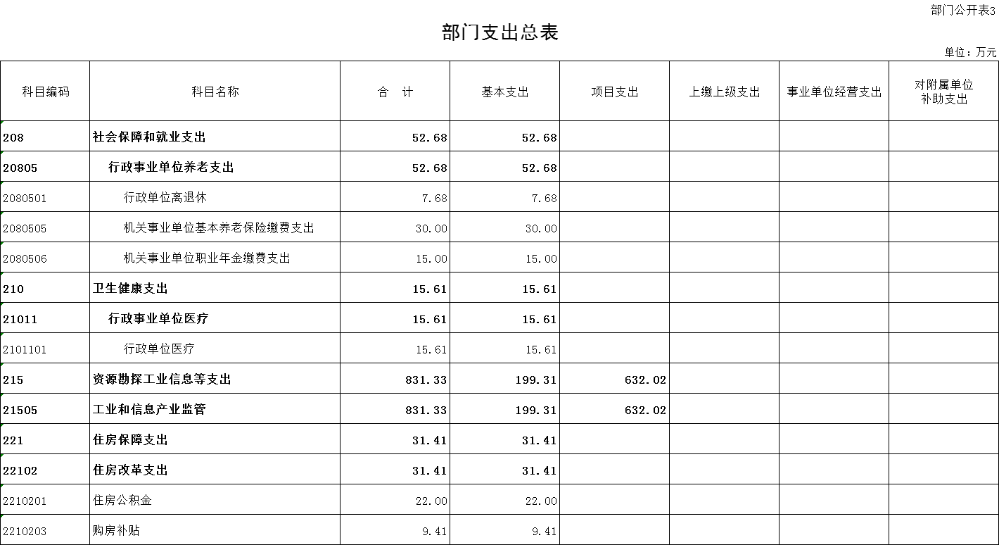 部门公开表3
部门支出总表
单位：万元
科目编码 科目名称 合 计 基本支出 项目支出 上缴上级支出 事业单位经营支出 对附属单位
补助支出
208 社会保障和就业支出 52.68 52.68
20805 行政事业单位养老支出 52.68 52.68
2080501 行政单位离退休 7.68 7.68
2080505 机关事业单位基本养老保险缴费支出 30.00 30.00
2080506 机关事业单位职业年金缴费支出 15.00 15.00
210 卫生健康支出 15.61 15.61
21011 行政事业单位医疗 15.61 15.61
2101101 行政单位医疗 15.61 15.61
215 资源勘探工业信息等支出 831.33 199.31 632.02
21505 工业和信息产业监管 831.33 199.31 632.02
221 住房保障支出 31.41 31.41
22102 住房改革支出 31.41 31.41
2210201 住房公积金 22.00 22.00
2210203 购房补贴 9.41 9.41